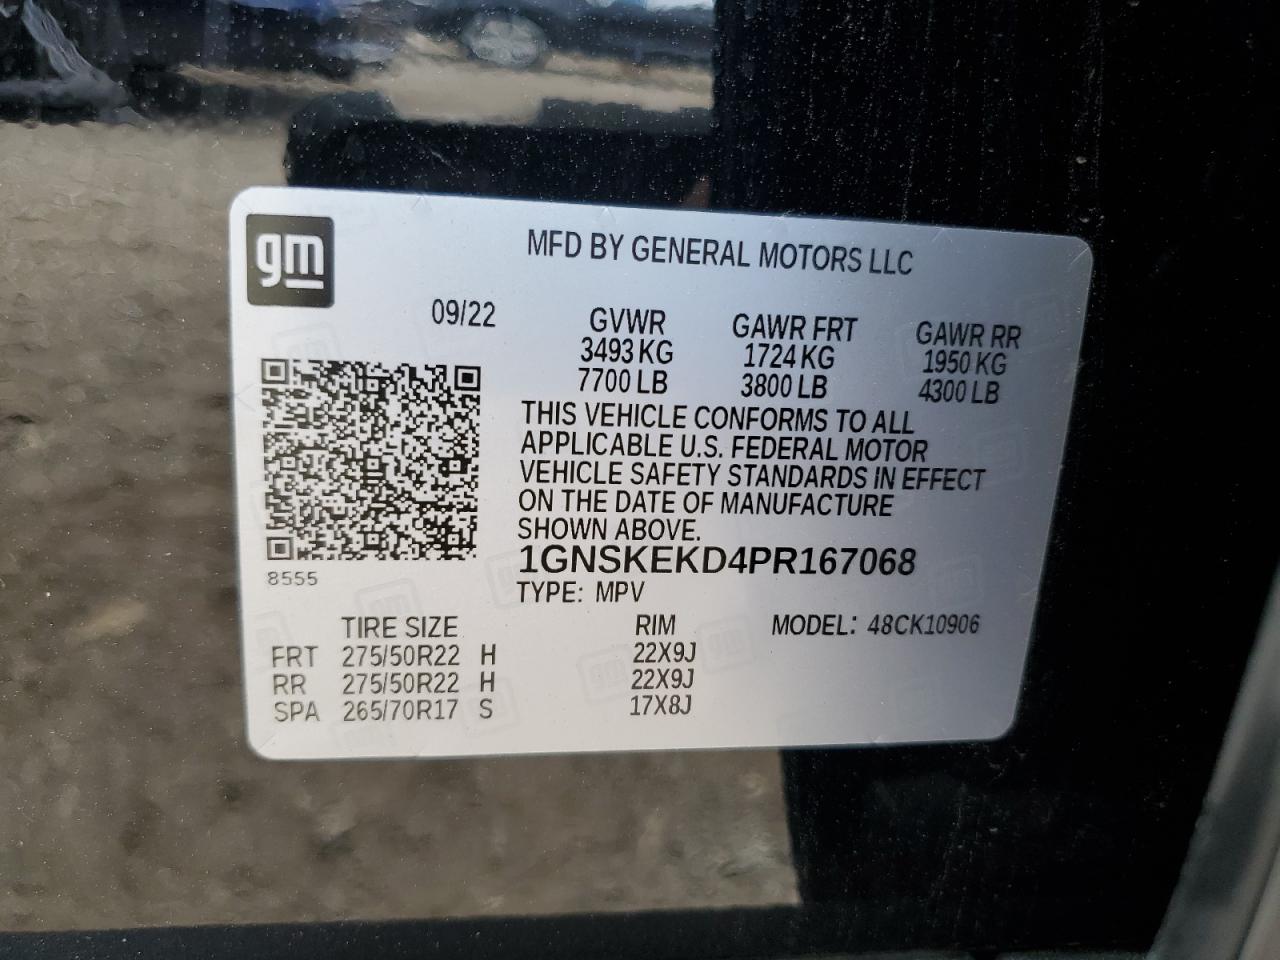 gm
MFD BY GENERAL MOTORS LLC
09/22
GVWR GAWR FRT GAWR RR
3493 KG 1724 KG 1950 KG
7700 LB 3800 LB 4300 LB
THIS VEHICLE CONFORMS TO ALL
APPLICABLE U.S. FEDERAL MOTOR
VEHICLE SAFETY STANDARDS IN EFFECT
ON THE DATE OF MANUFACTURE
SHOWN ABOVE.
1GNSKEKD4PR167068
8555
TYPE: MPV
TIRE SIZE RIM MODEL: 48CK10906
FRT 275/50R22 H 22X9J
RR 275/50R22 H 22X9J
SPA 265/70R17 S 17X8J